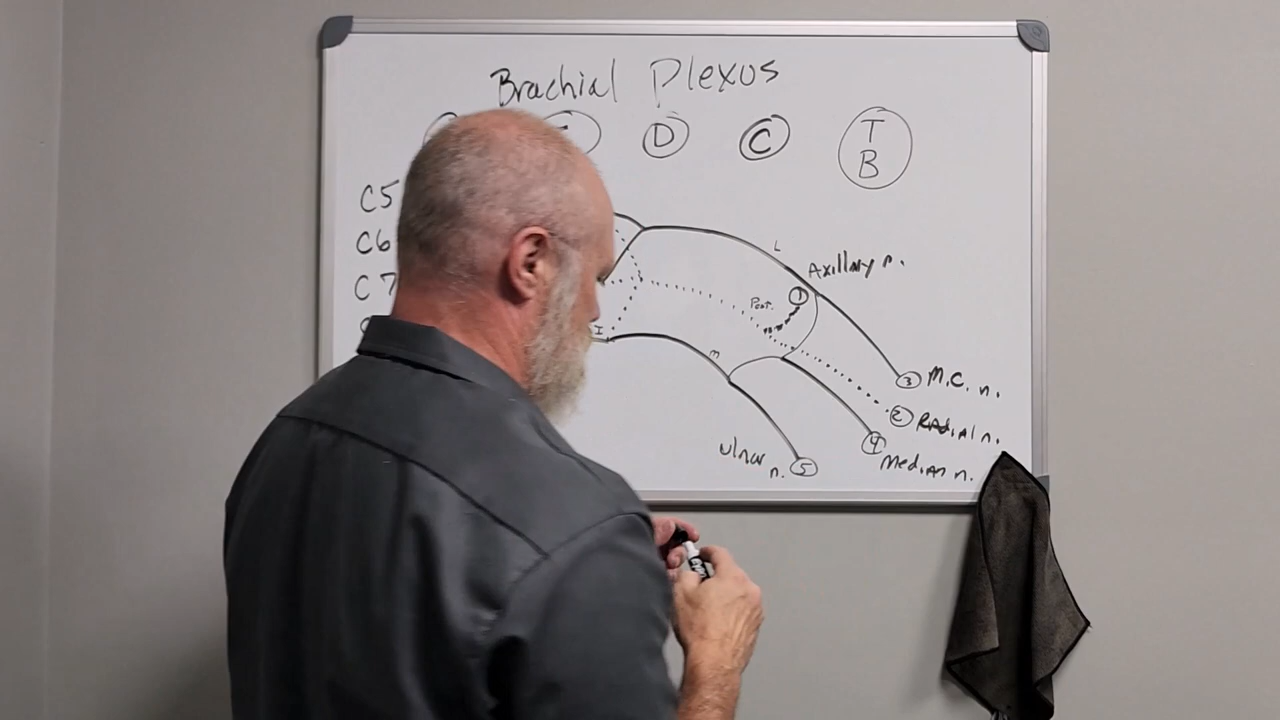 Brachial Plexus
D C T
B
C5
C6
C7
L
Axillary n.
1
Post.
I
m
3 M.C. n.
2 Radial n.
4
Median n.
ulnar
n. 5